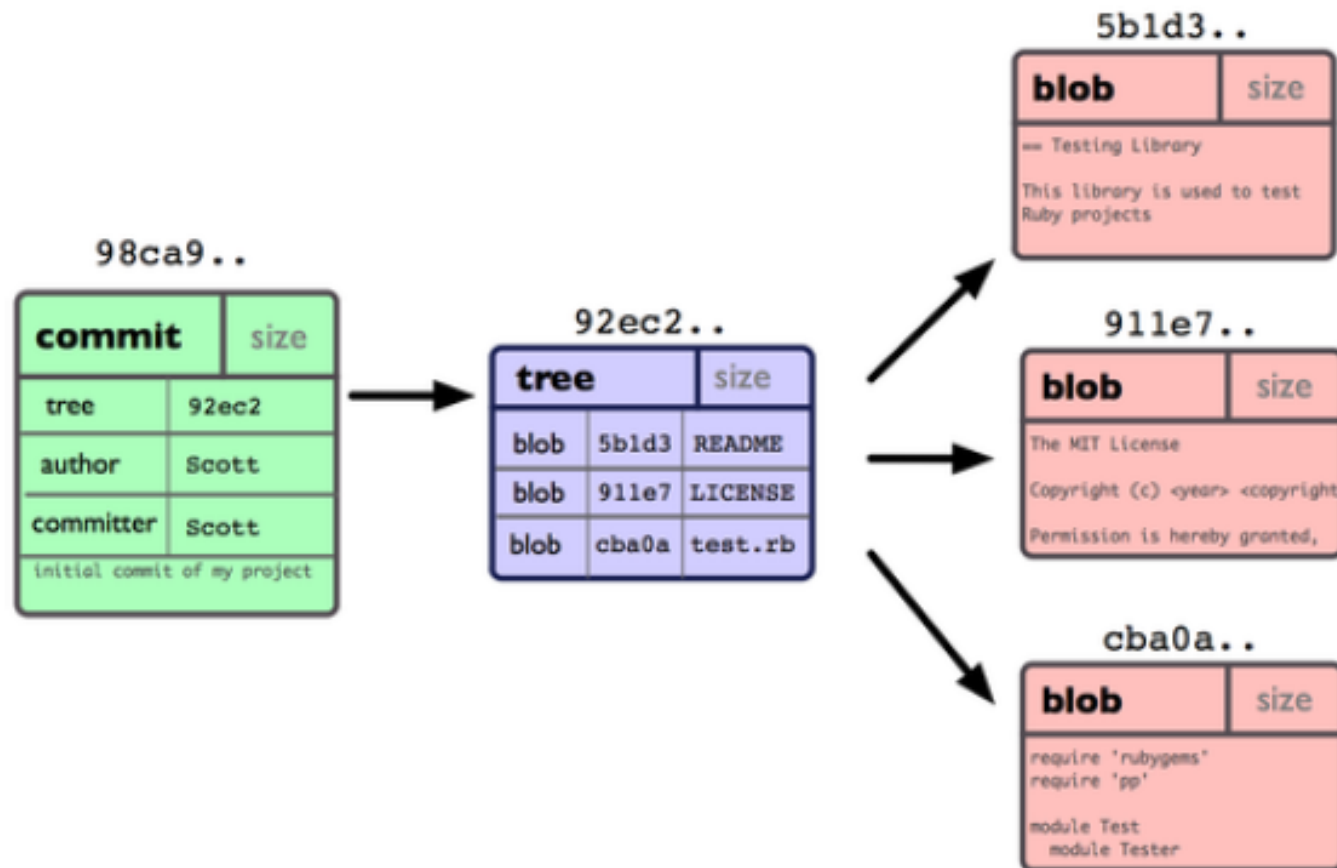 98ca9..
commit size
tree 92ec2
author Scott
committer Scott
initial commit of my project
92ec2..
tree size
blob 5b1d3 README
blob 911e7 LICENSE
blob cba0a test.rb
5b1d3..
blob size
== Testing Library
This library is used to test
Ruby projects
911e7..
blob size
The MIT License
Copyright (c) <year> <copyright
Permission is hereby granted,
cba0a..
blob size
require 'rubygems'
require 'pp'
module Test
module Tester